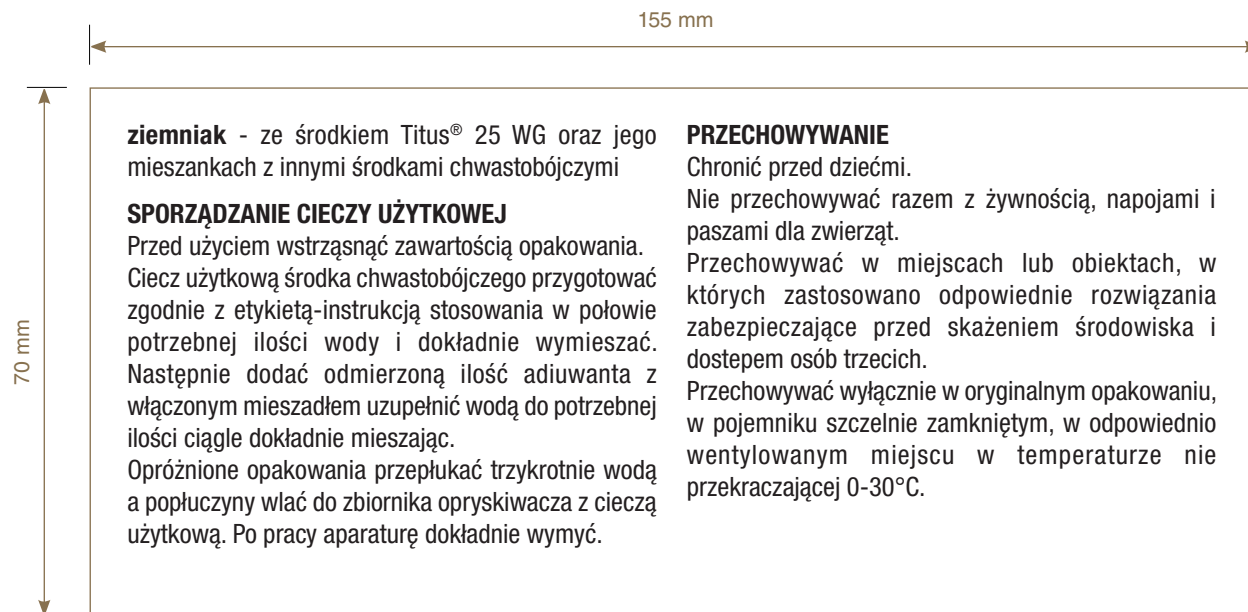 155 mm
70 mm
ziemniak - ze środkiem Titus® 25 WG oraz jego
mieszankach z innymi środkami chwastobójczymi
SPORZĄDZANIE CIECZY UŻYTKOWEJ
Przed użyciem wstrząsnąć zawartością opakowania.
Ciecz użytkową środka chwastobójczego przygotować
zgodnie z etykietą-instrukcją stosowania w połowie
potrzebnej ilości wody i dokładnie wymieszać.
Następnie dodać odmierzoną ilość adiuwanta z
włączonym mieszadłem uzupełnić wodą do potrzebnej
ilości ciągle dokładnie mieszając.
Opróżnione opakowania przepłukać trzykrotnie wodą
a popłuczyny wlać do zbiornika opryskiwacza z cieczą
użytkową. Po pracy aparaturę dokładnie wymyć.
PRZECHOWYWANIE
Chronić przed dziećmi.
Nie przechowywać razem z żywnością, napojami i
paszami dla zwierząt.
Przechowywać w miejscach lub obiektach, w
których zastosowano odpowiednie rozwiązania
zabezpieczające przed skażeniem środowiska i
dostepem osób trzecich.
Przechowywać wyłącznie w oryginalnym opakowaniu,
w pojemniku szczelnie zamkniętym, w odpowiednio
wentylowanym miejscu w temperaturze nie
przekraczającej 0-30°C.